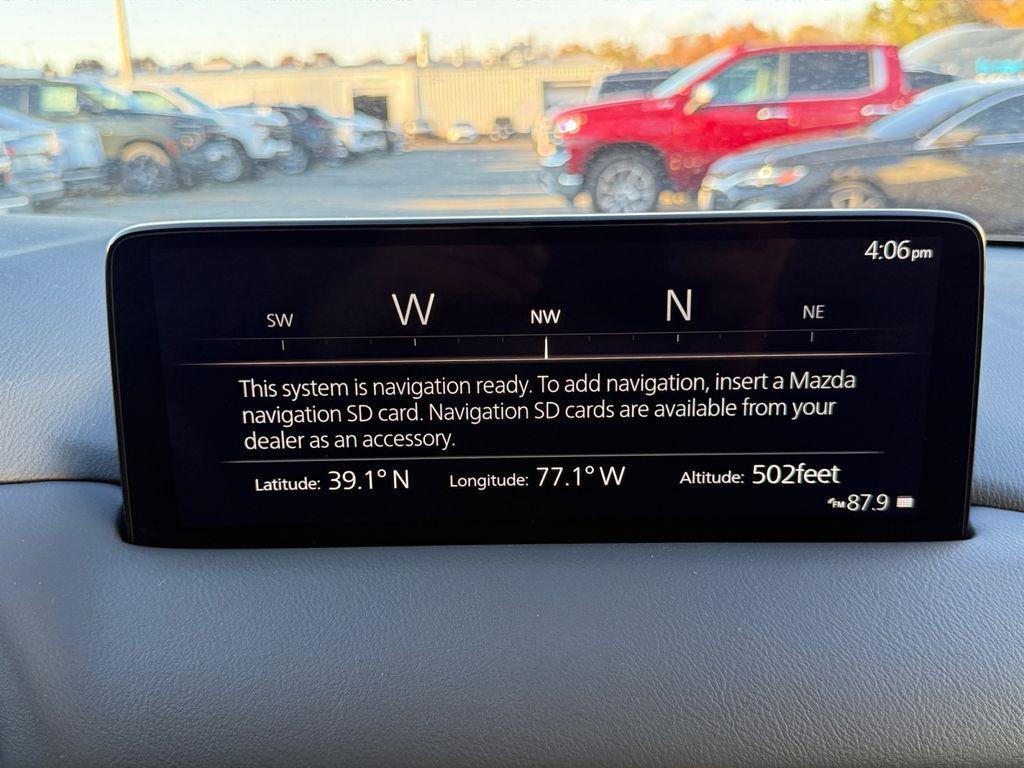 4:06pm
SW W NW N NE
This system is navigation ready. To add navigation, insert a Mazda
navigation SD card. Navigation SD cards are available from your
dealer as an accessory.
Latitude: 39.1° N Longitude: 77.1° W Altitude: 502feet
FM 87.9